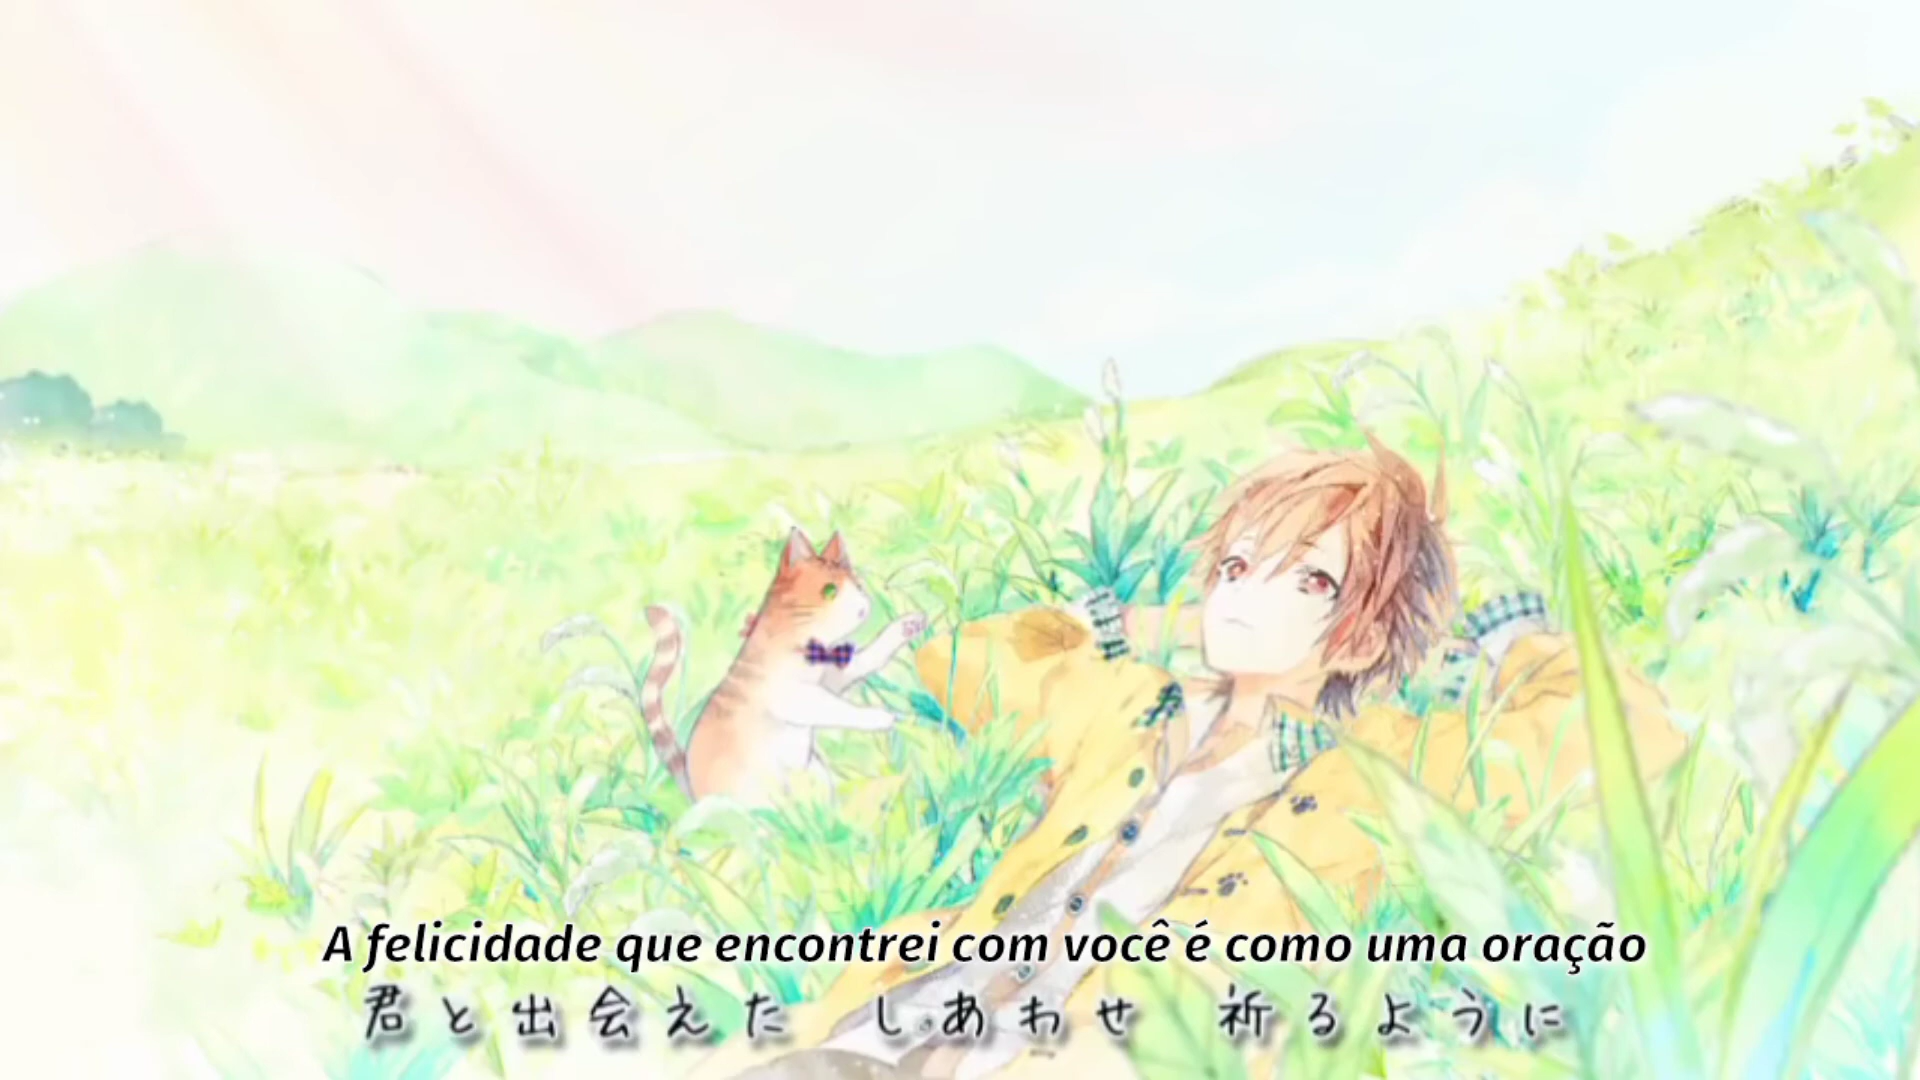 A felicidade que encontrei com você é como uma oração
君と出会えた しあわせ 祈るように